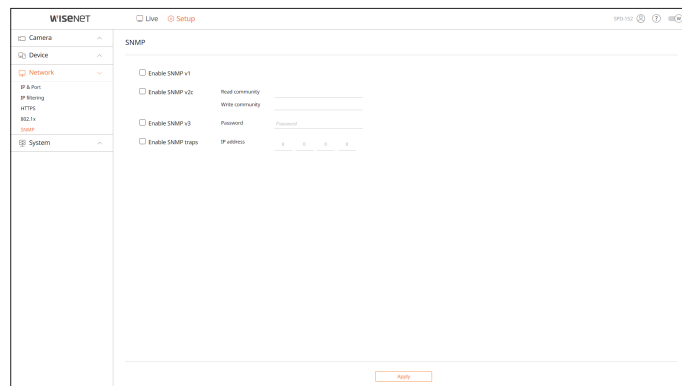 WISENET
Live Setup
SPD-152
Camera
Device
Network
IP & Port
IP filtering
HTTPS
802.1x
SNMP
System
SNMP
Enable SNMP v1
Enable SNMP v2c Read community
Write community
Enable SNMP v3 Password Password
Enable SNMP traps IP address 0 0 0 0
Apply